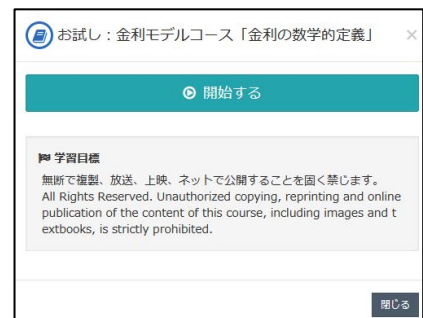 お試し：金利モデルコース「金利の数学的定義」 ×
開始する
学習目標
無断で複製、放送、上映、ネットで公開することを固く禁じます。
All Rights Reserved. Unauthorized copying, reprinting and online
publication of the content of this course, including images and t
extbooks, is strictly prohibited.
閉じる